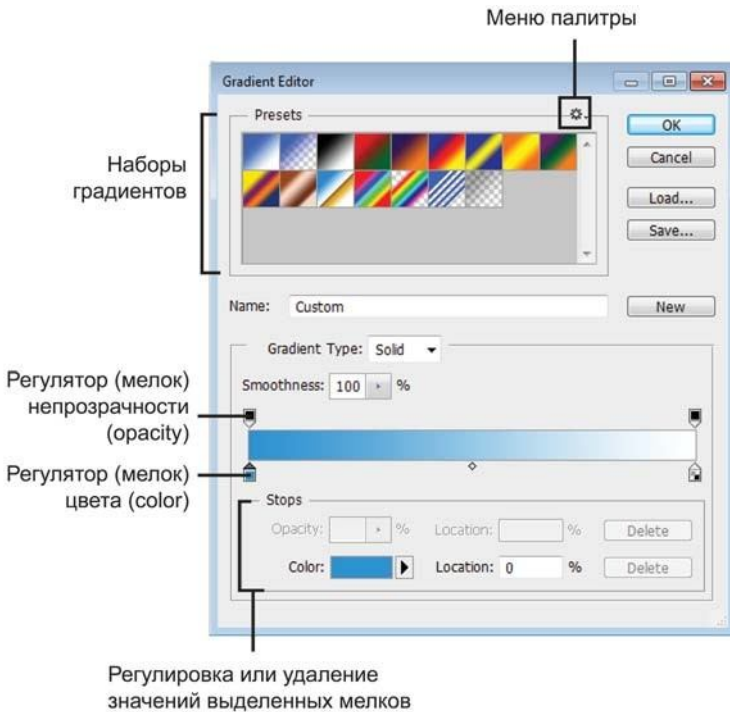 Меню палитры
Gradient Editor
Presets
OK
Cancel
Load...
Save...
Наборы
градиентов
Name: Custom
New
Gradient Type: Solid
Smoothness: 100 %
Регулятор (мелок)
непрозрачности
(opacity)
Регулятор (мелок)
цвета (color)
Stops
Opacity: % Location: % Delete
Color: Location: 0 % Delete
Регулировка или удаление
значений выделенных мелков